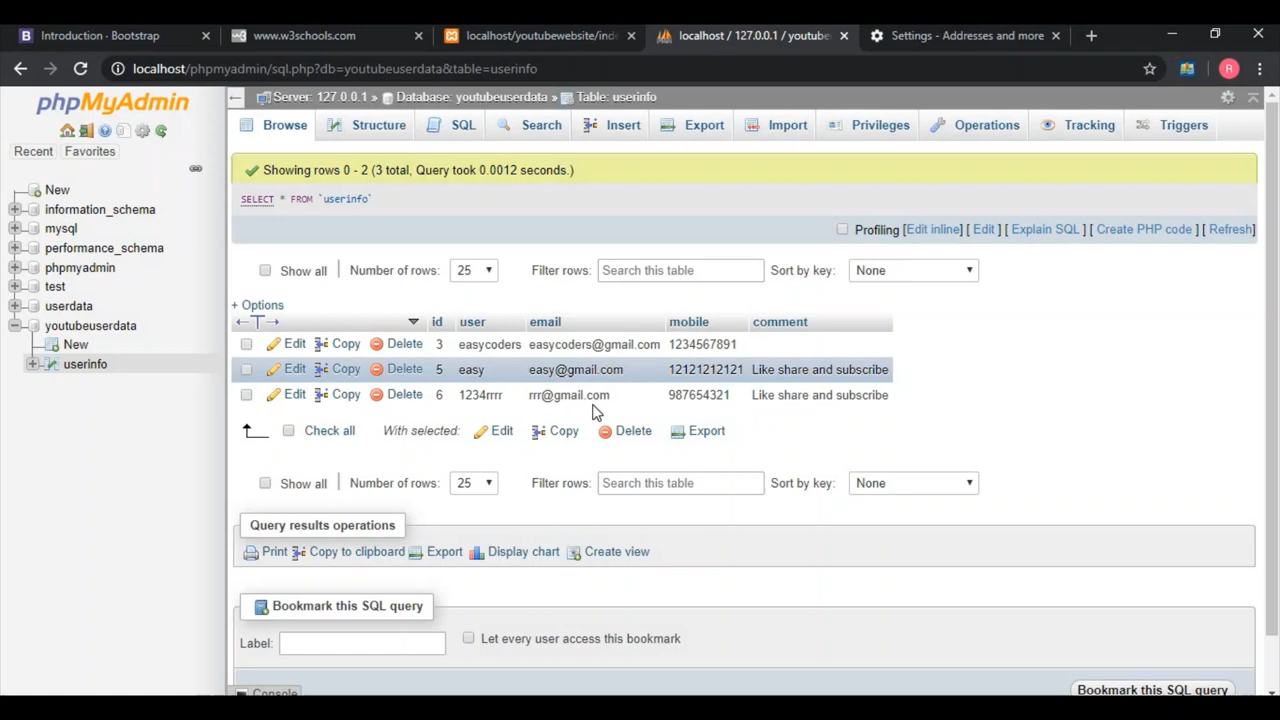 Introduction · Bootstrap
www.w3schools.com
localhost/youtubewebsite/inde
localhost / 127.0.0.1 / youtube
Settings - Addresses and more
localhost/phpmyadmin/sql.php?db=youtubeuserdata&table=userinfo
R
phpMyAdmin
Recent Favorites
New
information_schema
mysql
performance_schema
phpmyadmin
test
userdata
youtubeuserdata
New
userinfo
Server: 127.0.0.1 » Database: youtubeuserdata » Table: userinfo
Browse Structure SQL Search Insert Export Import Privileges Operations Tracking Triggers
Showing rows 0 - 2 (3 total, Query took 0.0012 seconds.)
SELECT * FROM `userinfo`
Profiling [Edit inline] [ Edit ] [ Explain SQL ] [ Create PHP code ] [ Refresh]
Show all Number of rows: 25 Filter rows: Search this table Sort by key: None
+ Options
id user email mobile comment
Edit Copy Delete 3 easycoders easycoders@gmail.com 1234567891
Edit Copy Delete 5 easy easy@gmail.com 12121212121 Like share and subscribe
Edit Copy Delete 6 1234rrrr rrr@gmail.com 987654321 Like share and subscribe
Check all With selected: Edit Copy Delete Export
Show all Number of rows: 25 Filter rows: Search this table Sort by key: None
Query results operations
Print Copy to clipboard Export Display chart Create view
Bookmark this SQL query
Label: Let every user access this bookmark
Console
Bookmark this SQL query